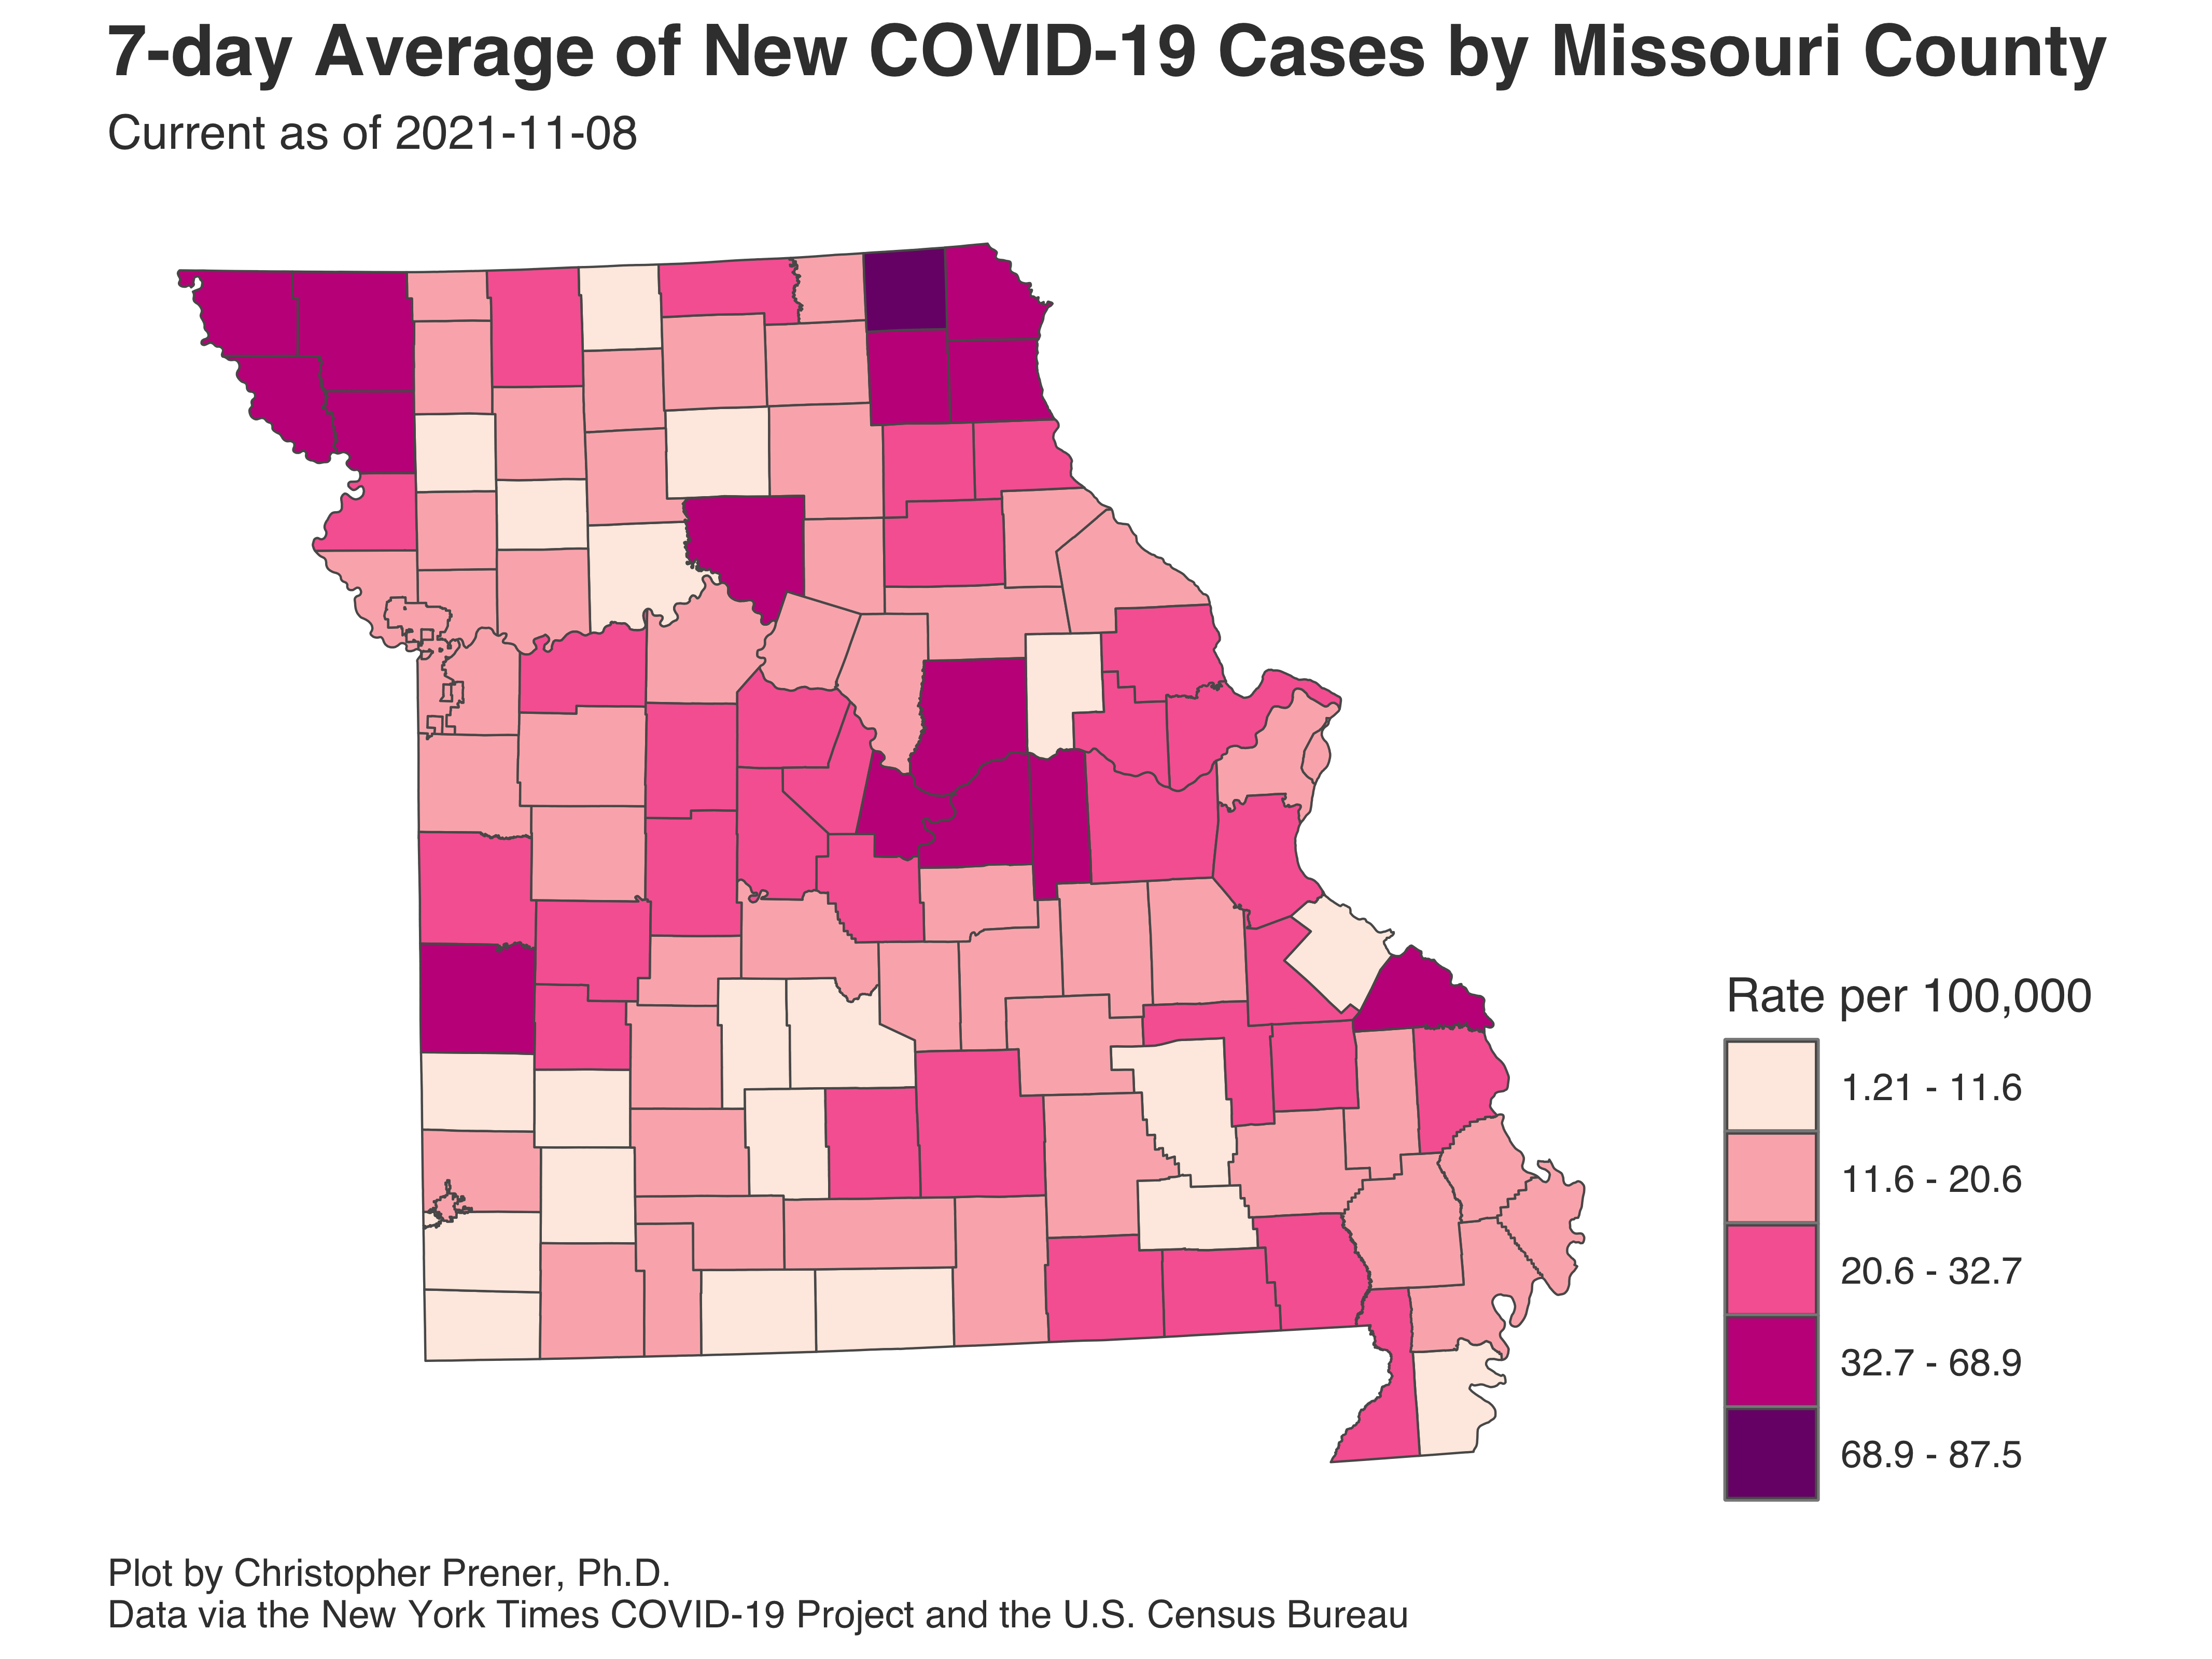 7-day Average of New COVID-19 Cases by Missouri County
Current as of 2021-11-08
Rate per 100,000
1.21 - 11.6
11.6 - 20.6
20.6 - 32.7
32.7 - 68.9
68.9 - 87.5
Plot by Christopher Prener, Ph.D.
Data via the New York Times COVID-19 Project and the U.S. Census Bureau